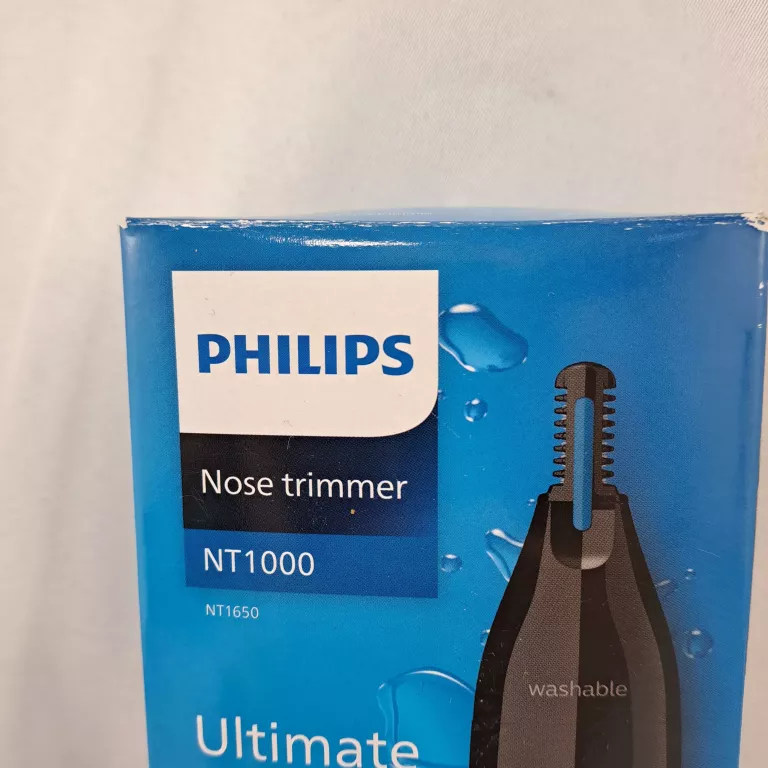 PHILIPS
Nose trimmer
NT1000
NT1650
washable
Ultimate